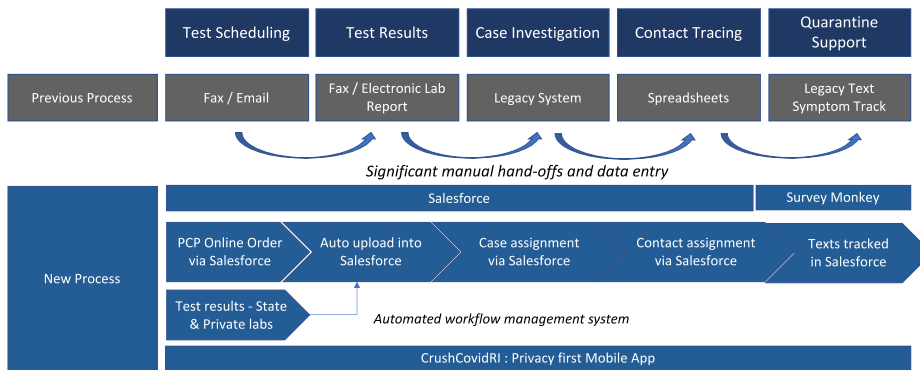 Test Scheduling
Test Results
Case Investigation
Contact Tracing
Quarantine
Support
Previous Process
Fax / Email
Fax / Electronic Lab
Report
Legacy System
Spreadsheets
Legacy Text
Symptom Track
Significant manual hand-offs and data entry
New Process
Salesforce
Survey Monkey
PCP Online Order
via Salesforce
Auto upload into
Salesforce
Case assignment
via Salesforce
Contact assignment
via Salesforce
Texts tracked
in Salesforce
Test results - State
& Private labs
Automated workflow management system
CrushCovidRI : Privacy first Mobile App